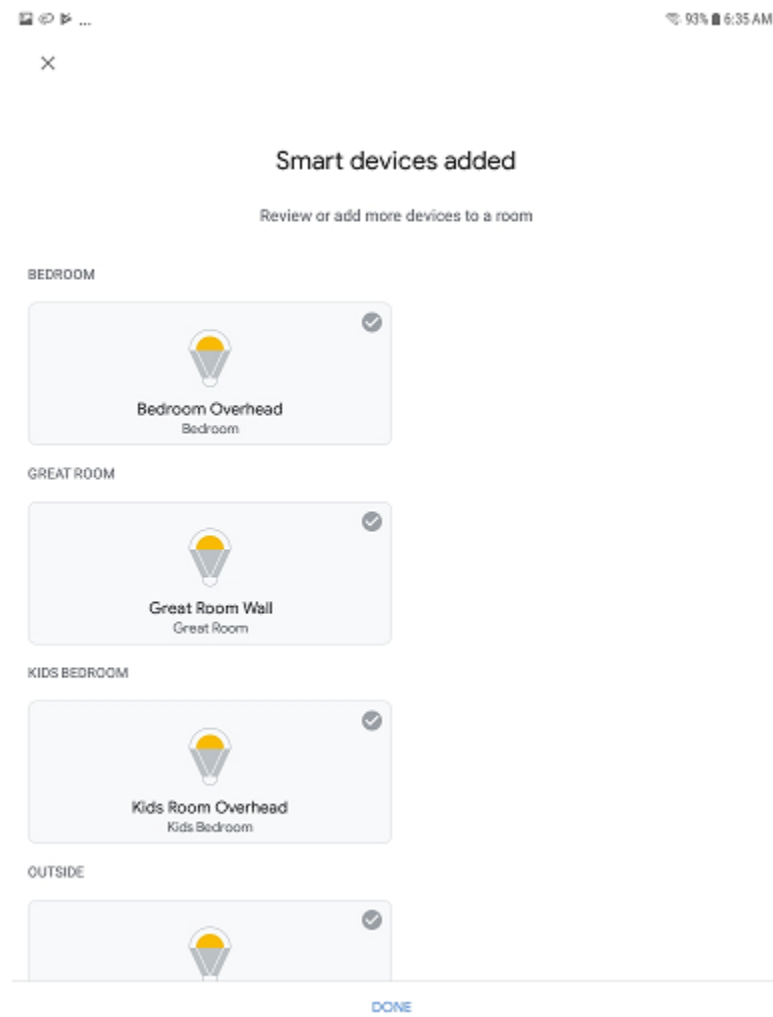 ... 93% 6:35 AM
Smart devices added
Review or add more devices to a room
BEDROOM
Bedroom Overhead
Bedroom
GREAT ROOM
Great Room Wall
Great Room
KIDS BEDROOM
Kids Room Overhead
Kids Bedroom
OUTSIDE
DONE